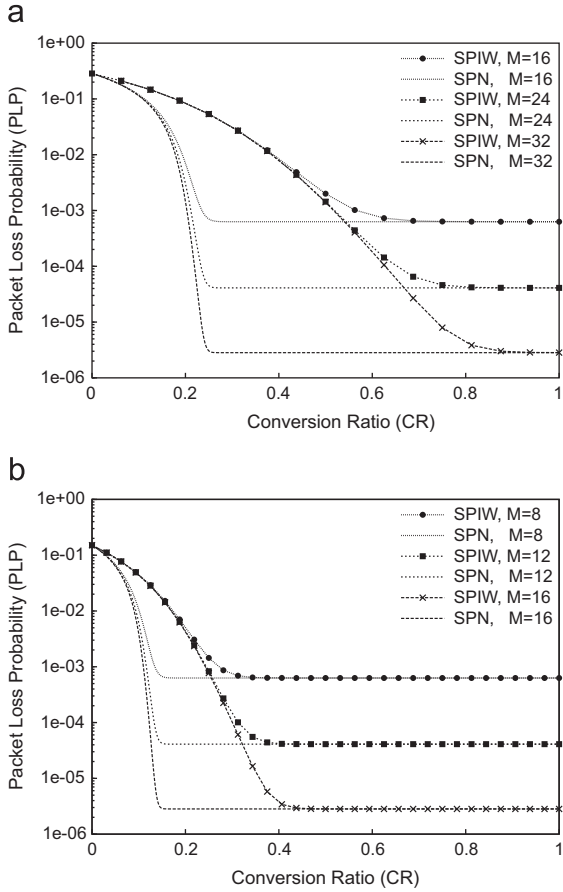 a
1e+00
1e-01
1e-02
1e-03
1e-04
1e-05
1e-06
Packet Loss Probability (PLP)
SPIW, M=16
SPN, M=16
SPIW, M=24
SPN, M=24
SPIW, M=32
SPN, M=32
0 0.2 0.4 0.6 0.8 1
Conversion Ratio (CR)
b
1e+00
1e-01
1e-02
1e-03
1e-04
1e-05
1e-06
Packet Loss Probability (PLP)
SPIW, M=8
SPN, M=8
SPIW, M=12
SPN, M=12
SPIW, M=16
SPN, M=16
0 0.2 0.4 0.6 0.8 1
Conversion Ratio (CR)